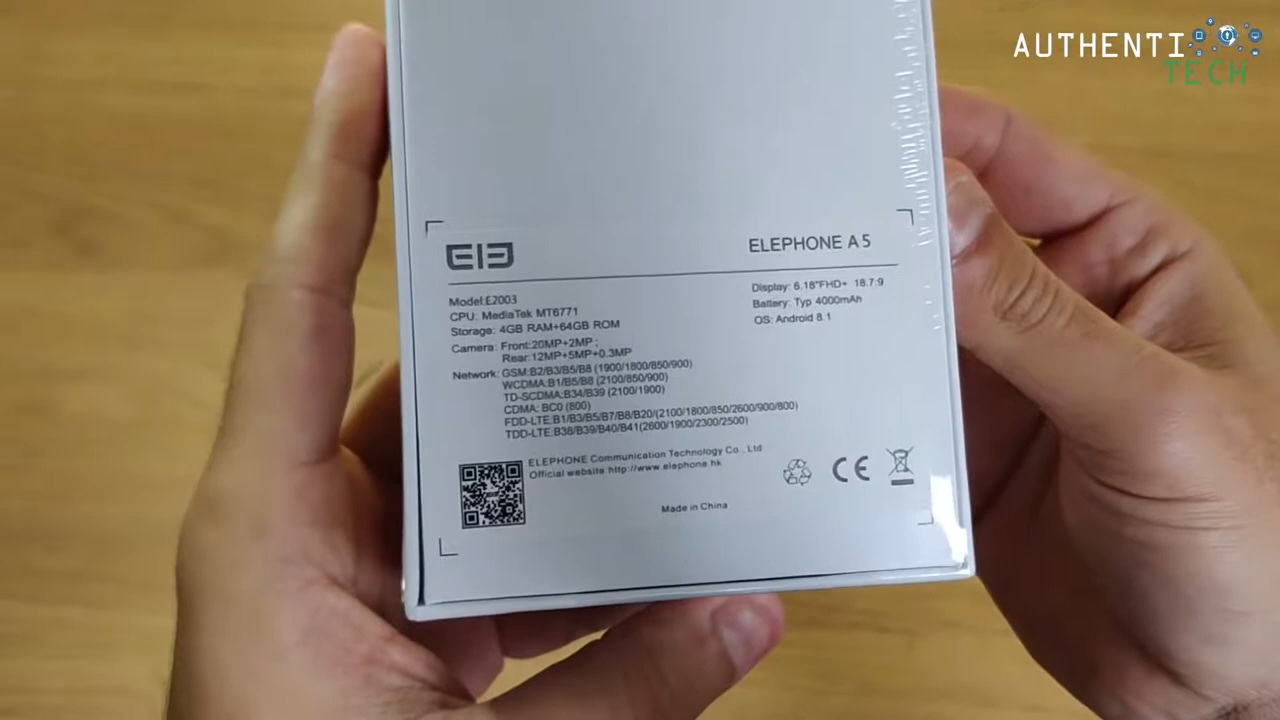 AUTHENTI
TECH
ELEPHONE A5
Model:E2003
CPU: MediaTek MT6771
Storage: 4GB RAM+64GB ROM
Camera: Front:20MP+2MP ;
Rear:12MP+5MP+0.3MP
Network: GSM:B2/B3/B5/B8 (1900/1800/850/900)
WCDMA:B1/B5/B8 (2100/850/900)
TD-SCDMA:B34/B39 (2100/1900)
CDMA: BC0 (800)
FDD-LTE:B1/B3/B5/B7/B8/B20/(2100/1800/850/2600/900/800)
TDD-LTE:B38/B39/B40/B41(2600/1900/2300/2500)
Display: 6.18"FHD+ 18.7:9
Battery: Typ 4000mAh
OS: Android 8.1
ELEPHONE Communication Technology Co., Ltd
Official website http://www.elephone.hk
CE
Made in China